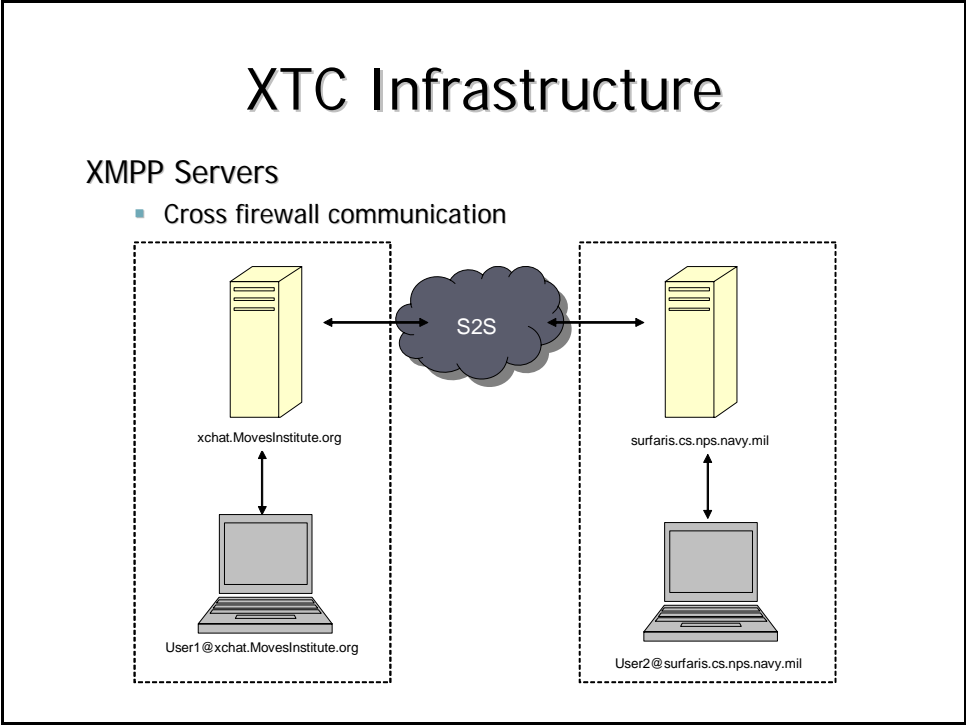 XTC Infrastructure
XMPP Servers
Cross firewall communication
S2S
xchat.MovesInstitute.org
surfaris.cs.nps.navy.mil
User1@xchat.MovesInstitute.org
User2@surfaris.cs.nps.navy.mil